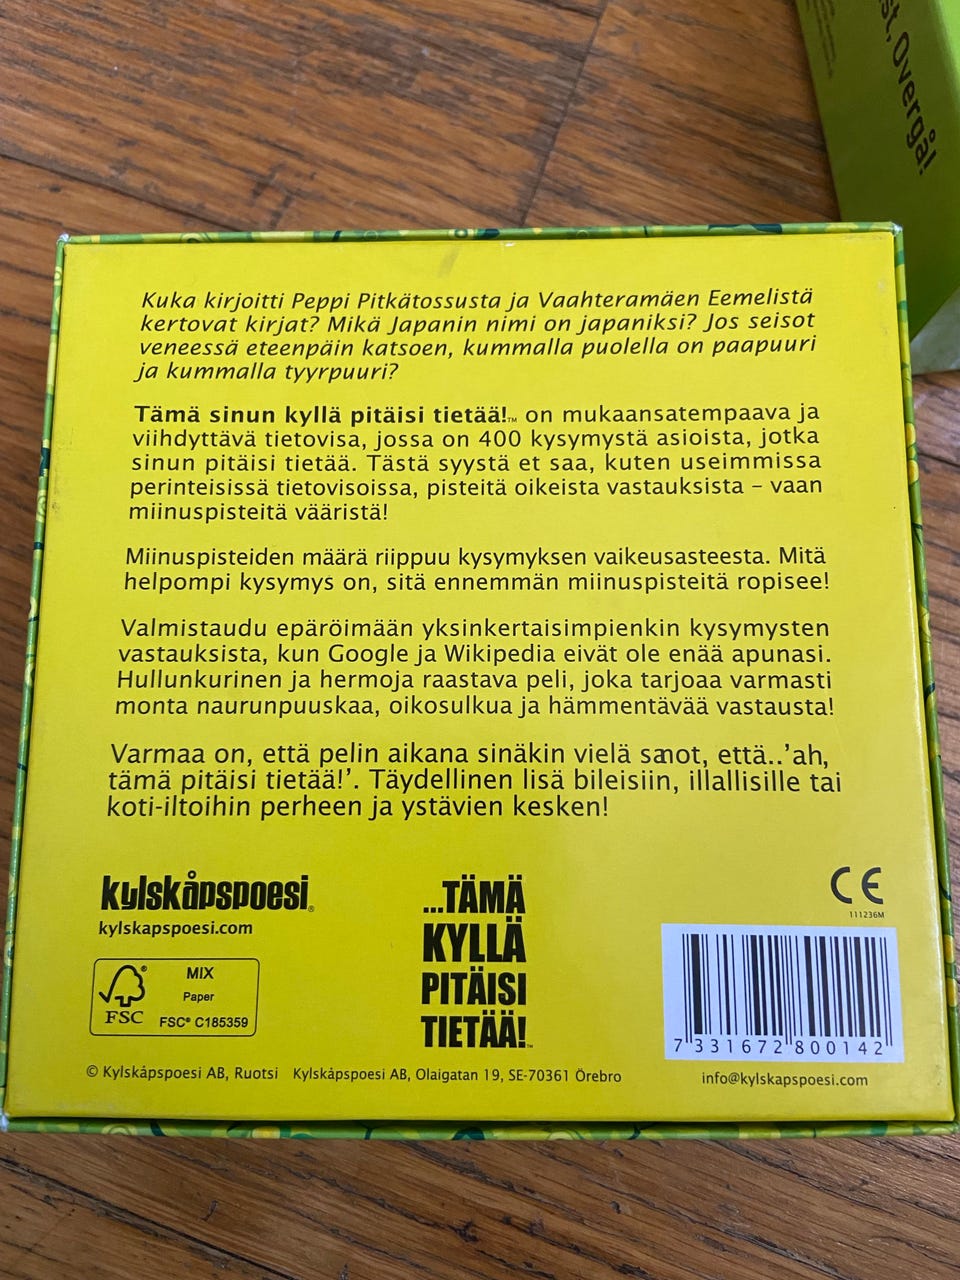 st, Övergå!
Kuka kirjoitti Peppi Pitkätossusta ja Vaahteramäen Eemelistä
kertovat kirjat? Mikä Japanin nimi on japaniksi? Jos seisot
veneessä eteenpäin katsoen, kummalla puolella on paapuuri
ja kummalla tyyrpuuri?
Tämä sinun kyllä pitäisi tietää!™ on mukaansatempaava ja
viihdyttävä tietovisa, jossa on 400 kysymystä asioista, jotka
sinun pitäisi tietää. Tästä syystä et saa, kuten useimmissa
perinteisissä tietovisoissa, pisteitä oikeista vastauksista – vaan
miinuspisteitä vääristä!
Miinuspisteiden määrä riippuu kysymyksen vaikeusasteesta. Mitä
helpompi kysymys on, sitä ennemmän miinuspisteitä ropisee!
Valmistaudu epäröimään yksinkertaisimpienkin kysymysten
vastauksista, kun Google ja Wikipedia eivät ole enää apunasi.
Hullunkurinen ja hermoja raastava peli, joka tarjoaa varmasti
monta naurunpuuskaa, oikosulkua ja hämmentävää vastausta!
Varmaa on, että pelin aikana sinäkin vielä sanot, että..’ah,
tämä pitäisi tietää!’. Täydellinen lisä bileisiin, illallisille tai
koti-iltoihin perheen ja ystävien kesken!
kylskåpspoesi®
kylskapspoesi.com
FSC®
MIX
Paper
FSC® C185359
...TÄMÄ
KYLLÄ
PITÄISI
TIETÄÄ!™
CE
111236M
7 331672 800142
© Kylskåpspoesi AB, Ruotsi Kylskåpspoesi AB, Olaigatan 19, SE-70361 Örebro
info@kylskapspoesi.com